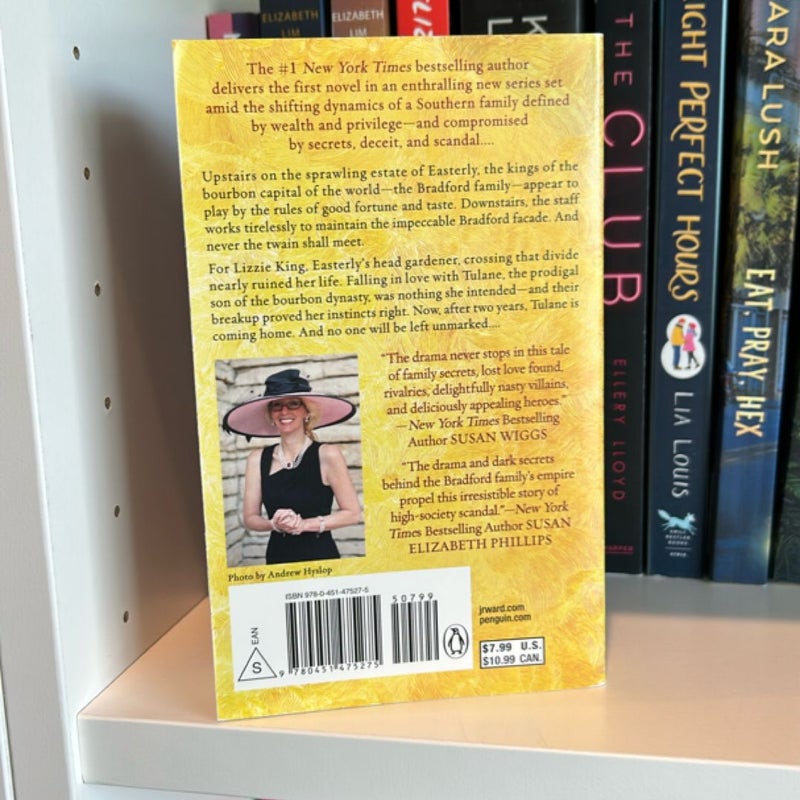 ELIZABETH
LIM
ELIZABETH
LIM
The #1 New York Times bestselling author
delivers the first novel in an enthralling new series set
amid the shifting dynamics of a Southern family defined
by wealth and privilege—and compromised
by secrets, deceit, and scandal....
Upstairs on the sprawling estate of Easterly, the kings of the
bourbon capital of the world—the Bradford family—appear to
play by the rules of good fortune and taste. Downstairs, the staff
works tirelessly to maintain the impeccable Bradford facade. And
never the twain shall meet.
For Lizzie King, Easterly's head gardener, crossing that divide
nearly ruined her life. Falling in love with Tulane, the prodigal
son of the bourbon dynasty, was nothing she intended—and their
breakup proved her instincts right. Now, after two years, Tulane is
coming home. And no one will be left unmarked....
"The drama never stops in this tale
of family secrets, lost love found,
rivalries, delightfully nasty villains,
and deliciously appealing heroes."
—New York Times Bestselling
Author SUSAN WIGGS
"The drama and dark secrets
behind the Bradford family's empire
propel this irresistible story of
high-society scandal."—New York
Times Bestselling Author SUSAN
ELIZABETH PHILLIPS
Photo by Andrew Hyslop
ISBN 978-0-451-47527-5
50799
EAN
S
9 780451 475275
jrward.com
penguin.com
$7.99 U.S.
$10.99 CAN.
THE CLUB
ELLERY LLOYD
HARPER
IGHT PERFECT HOURS
LIA LOUIS
EMILY
BESTLER
BOOKS
ATRIA
ARA LUSH
EAT, PRAY, HEX